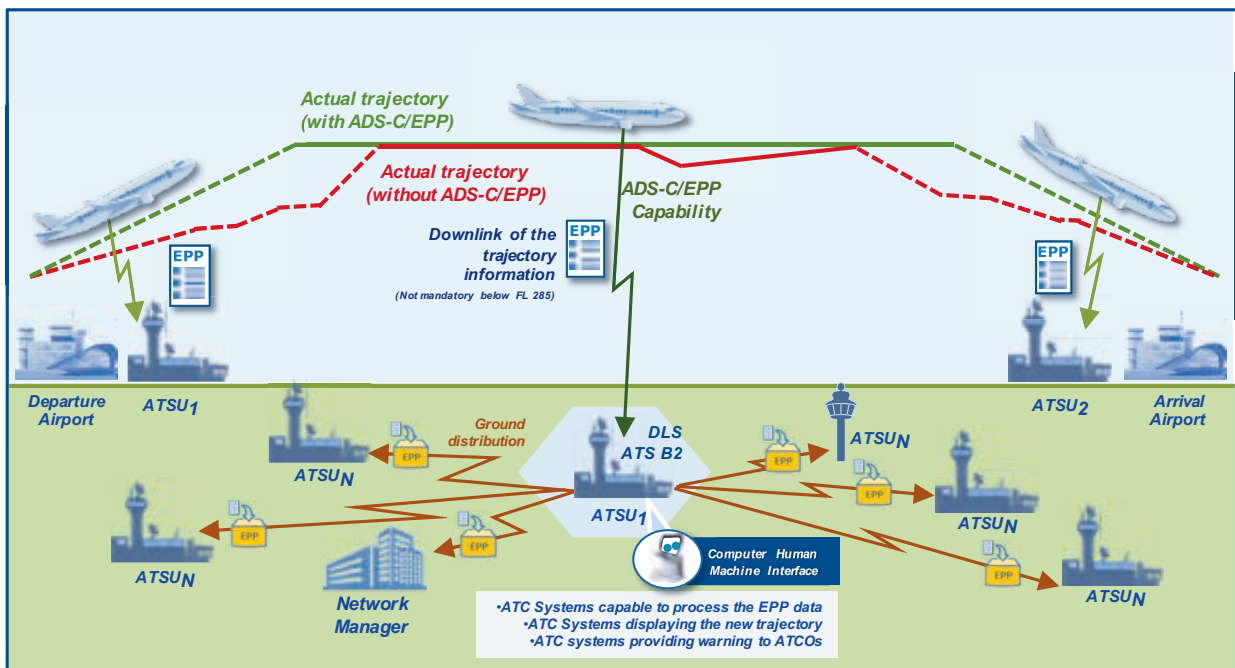 Actual trajectory
(with ADS-C/EPP)
Actual trajectory
(without ADS-C/EPP)
ADS-C/EPP
Capability
Downlink of the
trajectory
information
(Not mandatory below FL 285)
EPP
EPP
EPP
Departure
Airport
ATSU1
ATSU2
Arrival
Airport
Ground
distribution
DLS
ATS B2
ATSU1
EPP
ATSUN
EPP
ATSUN
EPP
Network
Manager
EPP
ATSUN
EPP
ATSUN
EPP
ATSUN
Computer Human
Machine Interface
•ATC Systems capable to process the EPP data
•ATC Systems displaying the new trajectory
•ATC systems providing warning to ATCOs